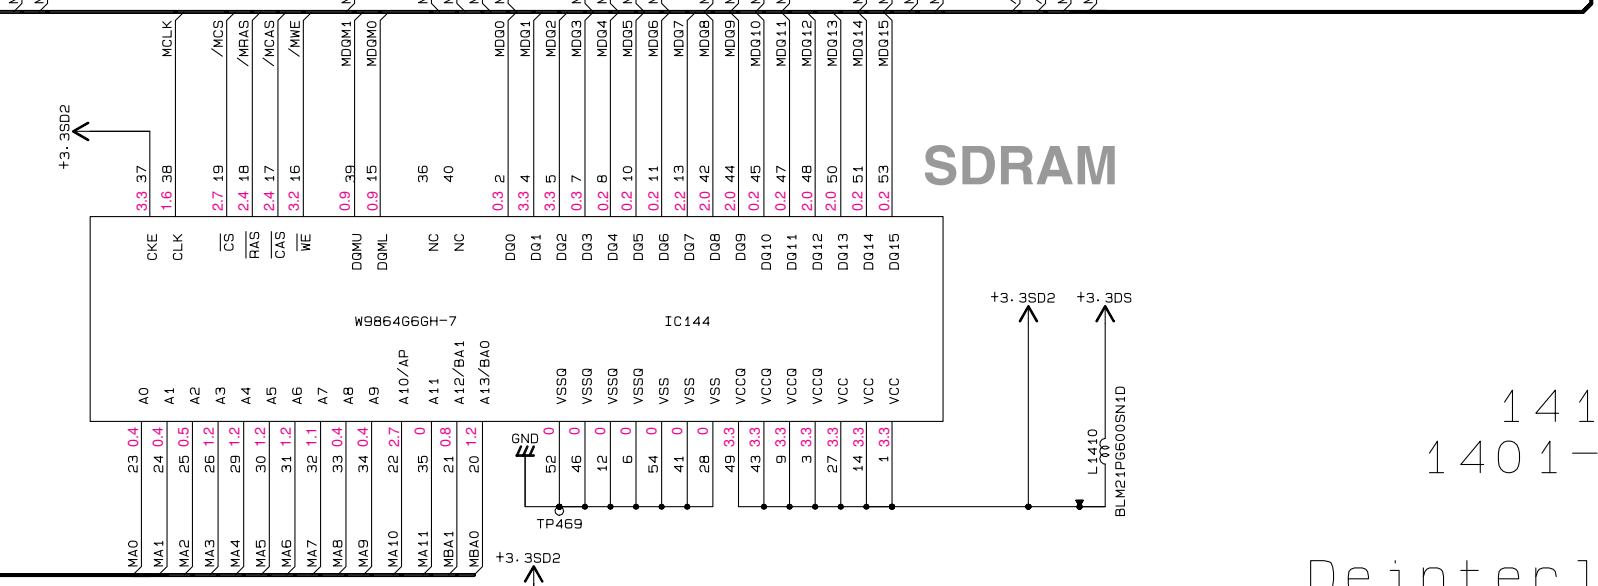 MCLK
/MCS
/MRAS
/MCAS
/MWE
MDQM1
MDQM0
MDQ0
MDQ1
MDQ2
MDQ3
MDQ4
MDQ5
MDQ6
MDQ7
MDQ8
MDQ9
MDQ10
MDQ11
MDQ12
MDQ13
MDQ14
MDQ15
+3.3SD2
SDRAM
3.3 37
1.6 38
2.7 19
2.4 18
2.4 17
3.2 16
0.9 39
0.9 15
36
40
0.3 2
3.3 4
3.3 5
0.3 7
0.2 8
0.2 10
0.2 11
2.2 13
2.0 42
2.0 44
0.2 45
0.2 47
2.0 48
2.0 50
0.2 51
0.2 53
CKE
CLK
CS
RAS
CAS
WE
DQMU
DQML
NC
NC
DQ0
DQ1
DQ2
DQ3
DQ4
DQ5
DQ6
DQ7
DQ8
DQ9
DQ10
DQ11
DQ12
DQ13
DQ14
DQ15
W9864G6GH-7
IC144
+3.3SD2
+3.3DS
A0
A1
A2
A3
A4
A5
A6
A7
A8
A9
A10/AP
A11
A12/BA1
A13/BA0
VSSQ
VSSQ
VSSQ
VSSQ
VSS
VSS
VSS
VCCQ
VCCQ
VCCQ
VCCQ
VCC
VCC
VCC
23 0.4
24 0.4
25 0.5
26 1.2
29 1.2
30 1.2
31 1.2
32 1.1
33 0.4
34 0.4
22 2.7
35 0
21 0.8
20 1.2
GND
52 0
46 0
12 0
6 0
54 0
41 0
28 0
49 3.3
43 3.3
9 3.3
3 3.3
27 3.3
14 3.3
1 3.3
L1410
BLM21PG600SN1D
141
1401-
MA0
MA1
MA2
MA3
MA4
MA5
MA6
MA7
MA8
MA9
MA10
MA11
MBA1
MBA0
TP469
+3.3SD2
Deinterl